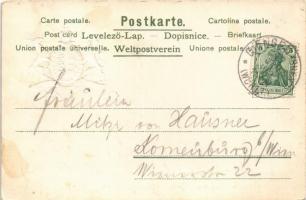 Carte postale. Postkarte. Cartolina postale.
Post card Levelező-Lap. — Dopisnice. Briefkaart
Union postale universelle. Weltpostverein Unione postale
Fräulein
Mitzi von Hausner
Korneuburg b/Wien
Wienerstr 22